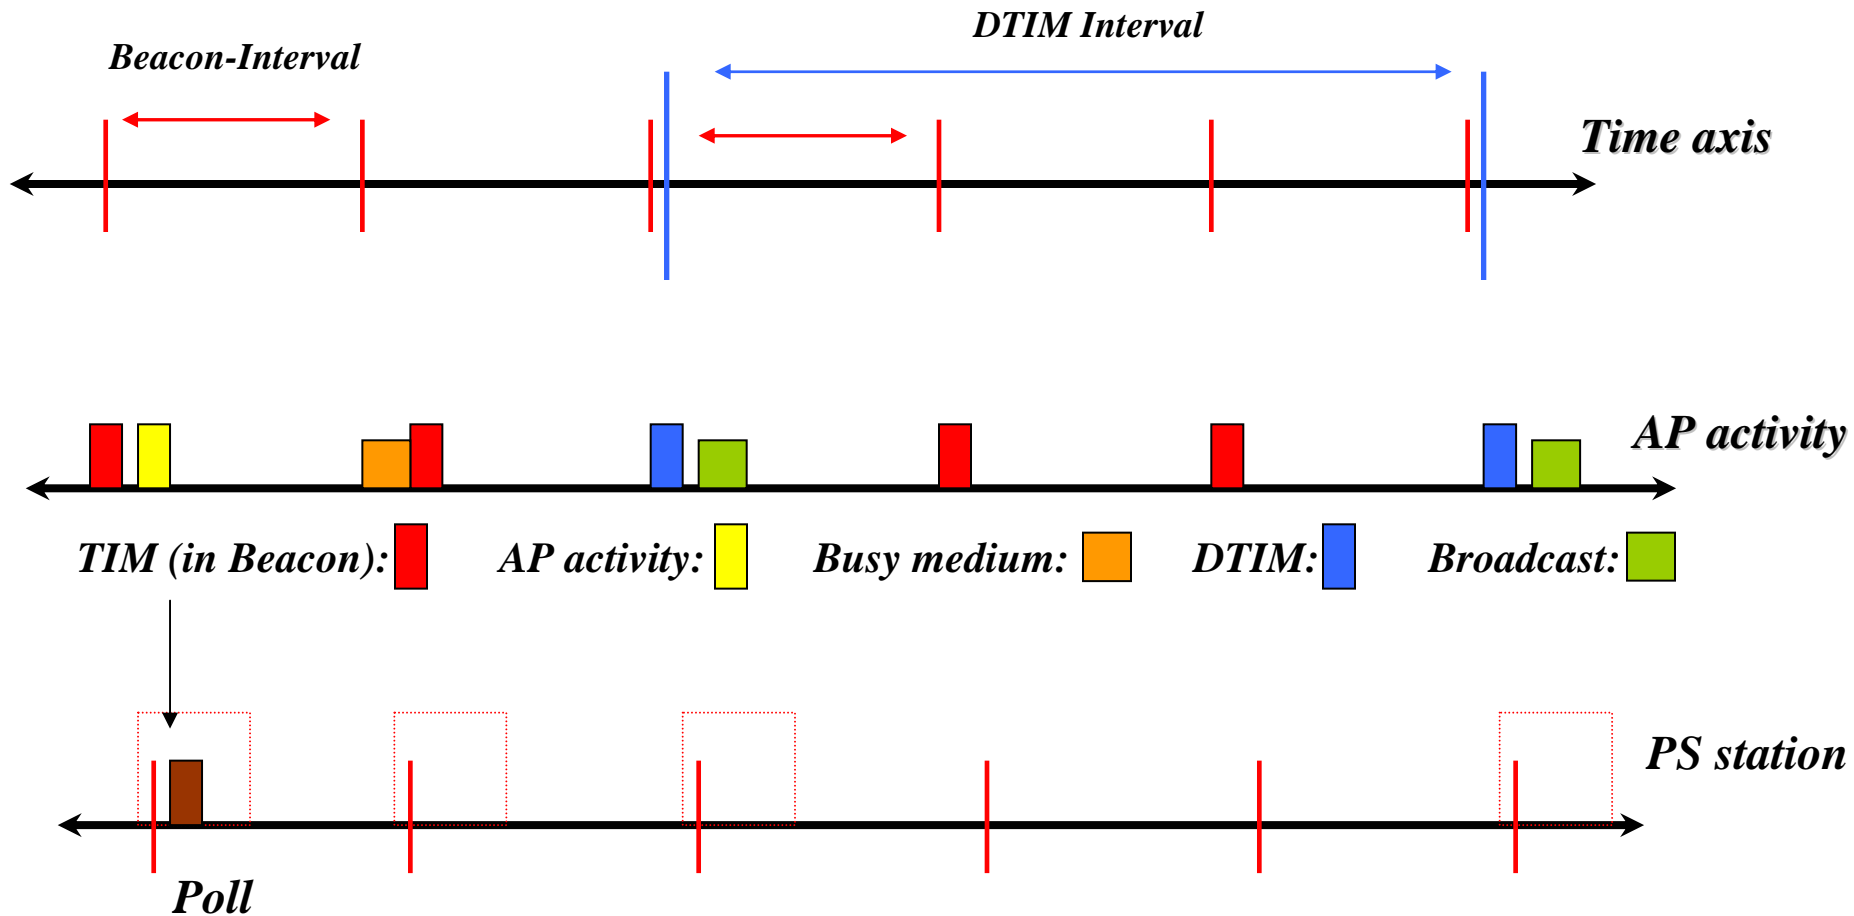 DTIM Interval
Beacon-Interval
Time axis
AP activity
TIM (in Beacon): AP activity: Busy medium: DTIM: Broadcast:
PS station
Poll